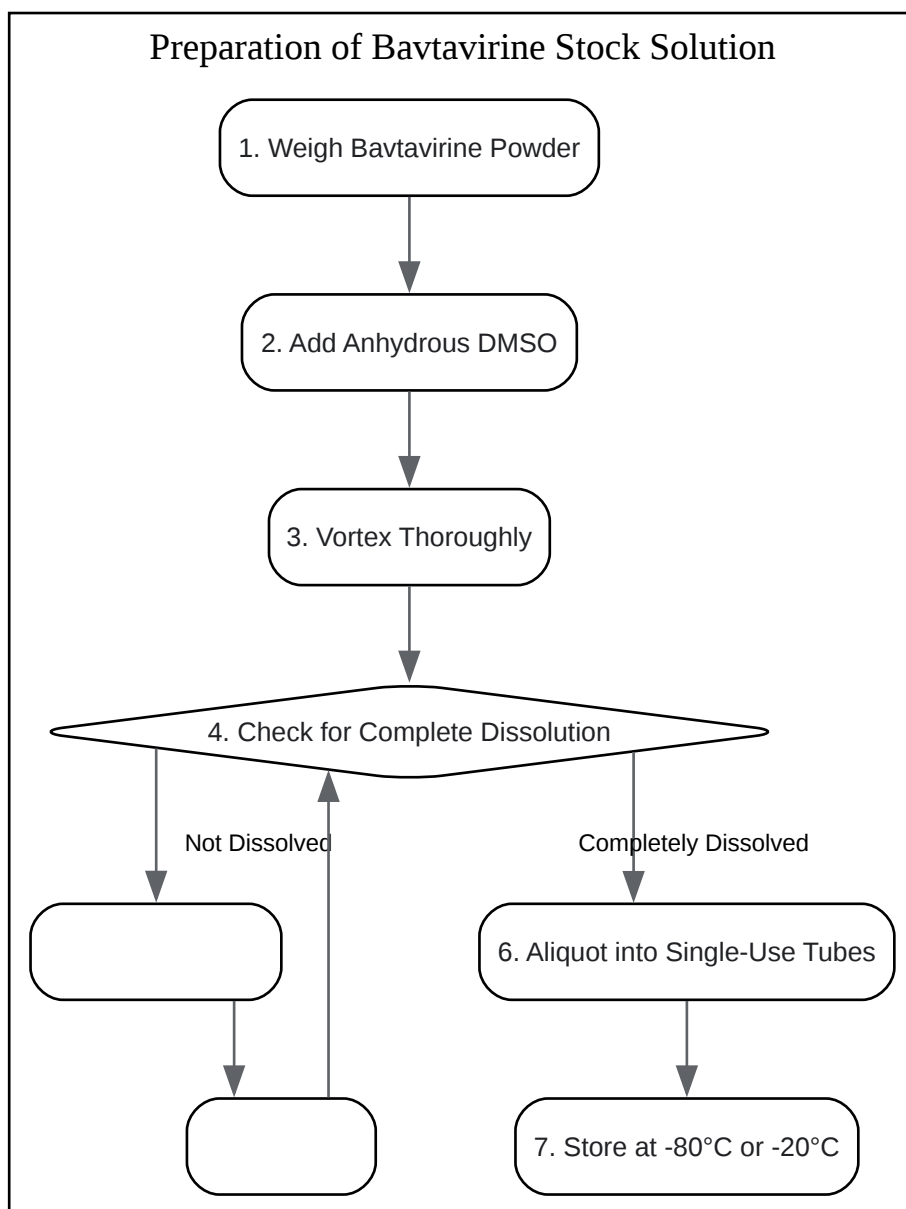 Preparation of Bavtavirine Stock Solution
1. Weigh Bavtavirine Powder
2. Add Anhydrous DMSO
3. Vortex Thoroughly
4. Check for Complete Dissolution
Not Dissolved
Completely Dissolved
6. Aliquot into Single-Use Tubes
7. Store at -80°C or -20°C